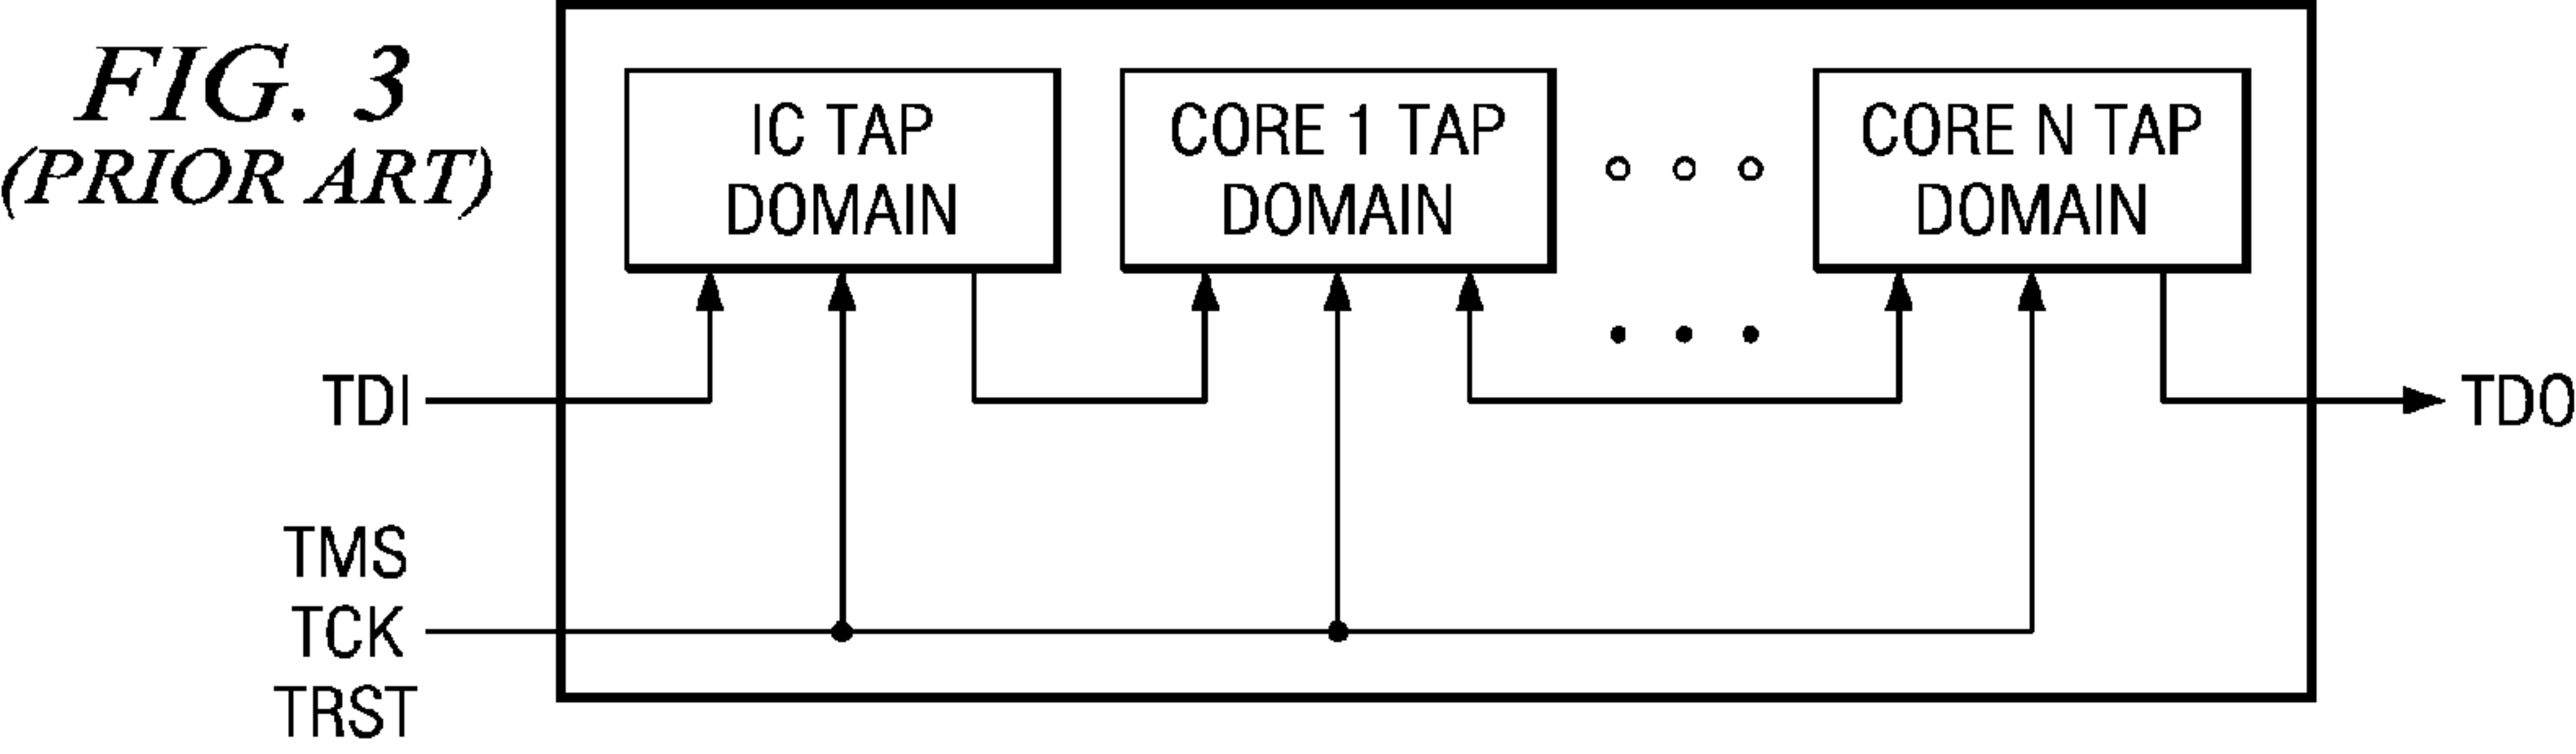 FIG. 3
(PRIOR ART)
IC TAP
DOMAIN
CORE 1 TAP
DOMAIN
CORE N TAP
DOMAIN
TDI
TDO
TMS
TCK
TRST